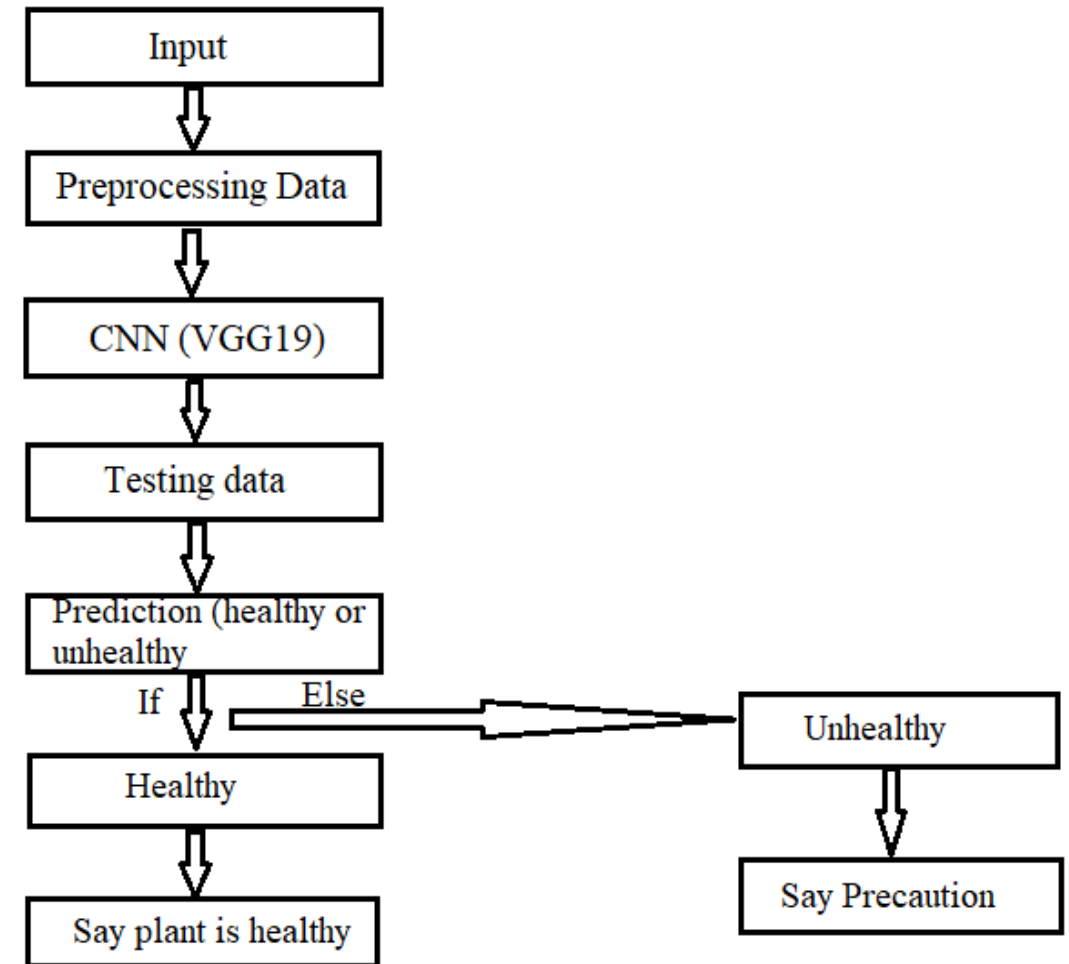 Input
Preprocessing Data
CNN (VGG19)
Testing data
Prediction (healthy or
unhealthy
If
Else
Unhealthy
Healthy
Say Precaution
Say plant is healthy